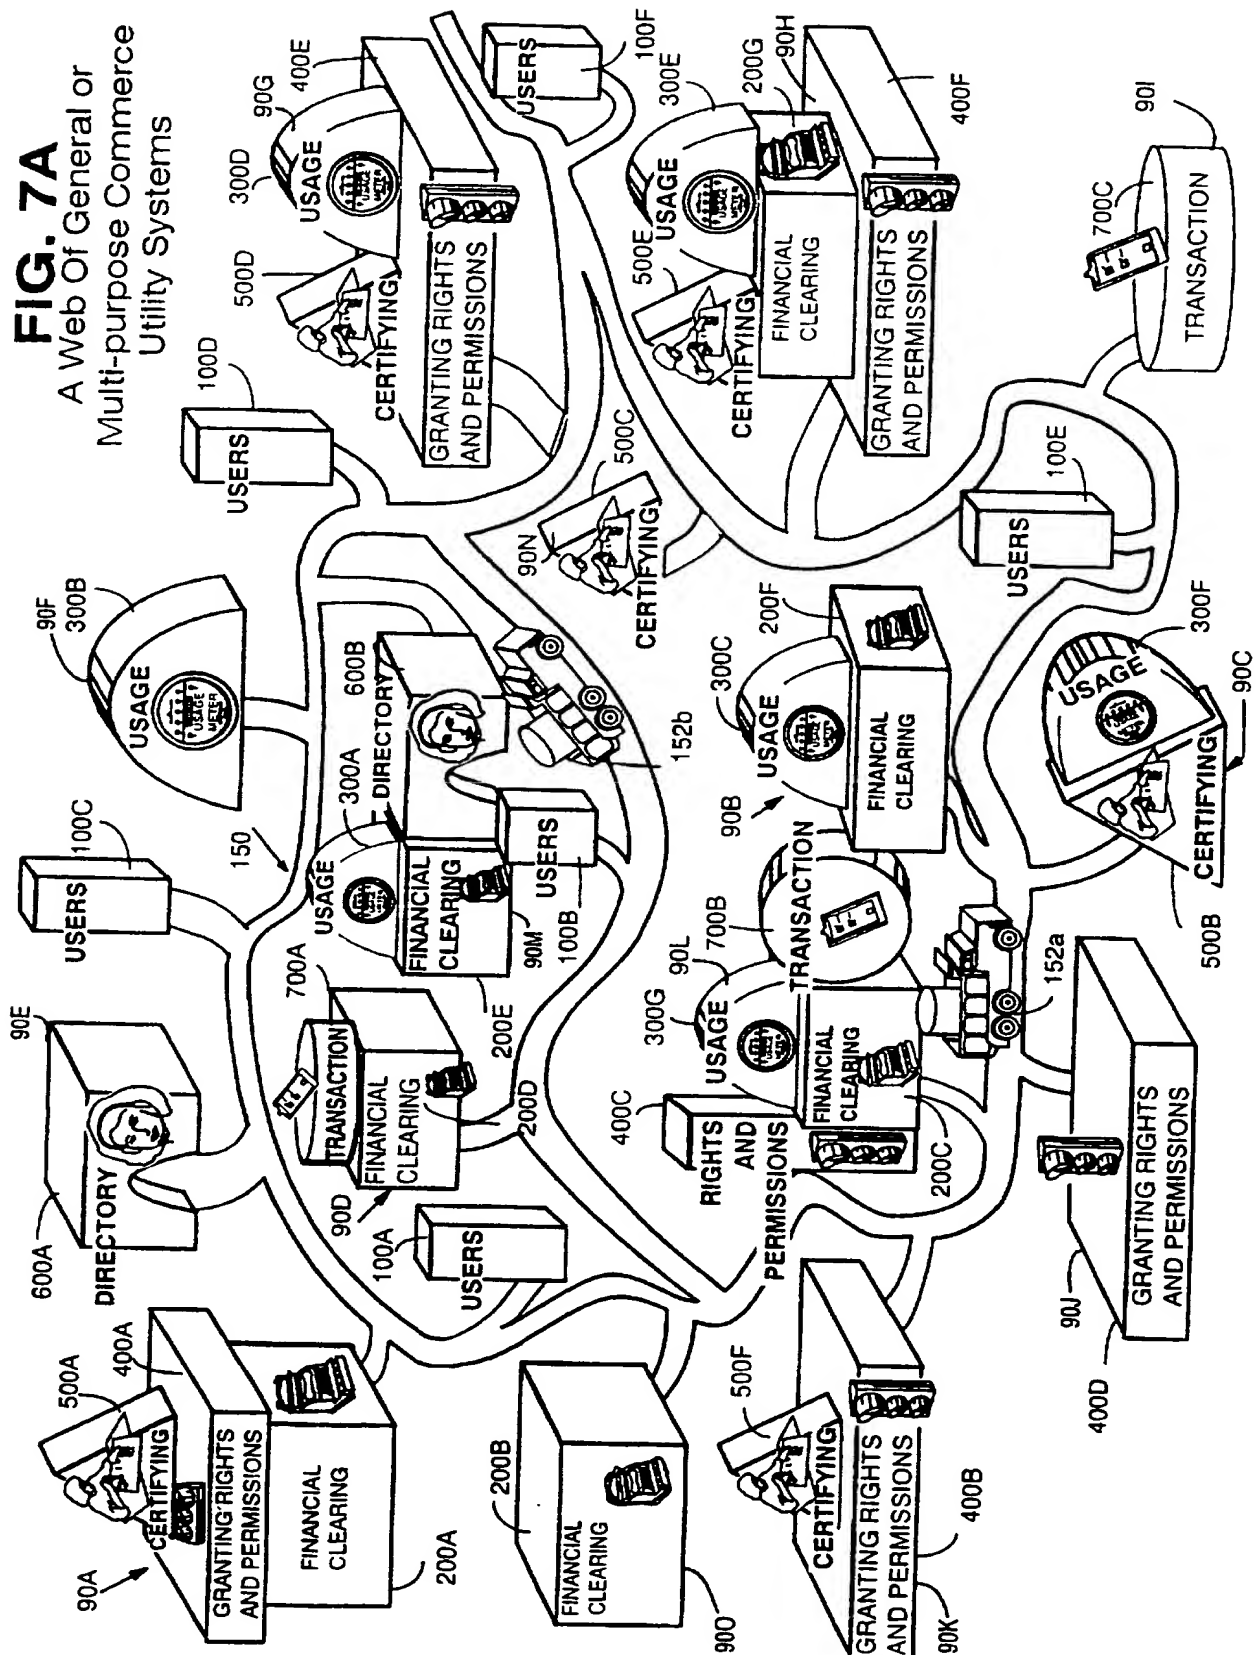 FIG. 7A
A Web Of General or
Multi-purpose Commerce
Utility Systems
90A
500A
400A
CERTIFYING
GRANTING RIGHTS
AND PERMISSIONS
FINANCIAL
CLEARING
200A
600A
90E
DIRECTORY
100C
USERS
150
90F
300B
USAGE
USAGE
METER
100D
USERS
500D
300D
90G
400E
USAGE
USAGE
METER
CERTIFYING
GRANTING RIGHTS
AND PERMISSIONS
USERS
100F
90D
700A
TRANSACTION
FINANCIAL
CLEARING
200D
100A
USERS
300A
USAGE
DIRECTORY
600B
FINANCIAL
CLEARING
200E
90M
USERS
100B
152b
90N
500C
CERTIFYING
500E
300E
200G
90H
USAGE
USAGE
METER
CERTIFYING
FINANCIAL
CLEARING
GRANTING RIGHTS
AND PERMISSIONS
400F
200B
FINANCIAL
CLEARING
90O
400C
RIGHTS
AND
PERMISSIONS
300G
90L
USAGE
700B
TRANSACTION
FINANCIAL
CLEARING
200C
152a
90B
300C
200F
USAGE
FINANCIAL
CLEARING
100E
USERS
700C
90I
TRANSACTION
500F
CERTIFYING
GRANTING RIGHTS
AND PERMISSIONS
90K
400B
90J
GRANTING RIGHTS
AND PERMISSIONS
400D
USAGE
300F
CERTIFYING
500B
90C